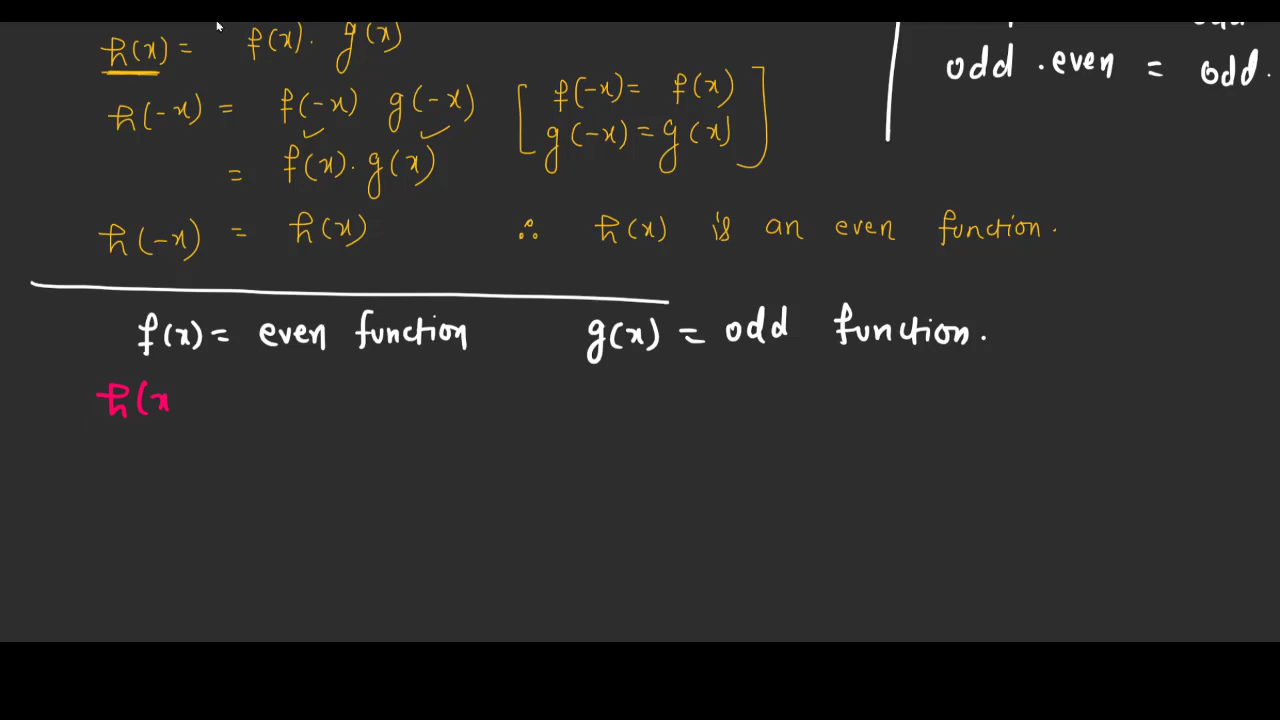 h(x) = f(x). g(x)
h(-x) = f(-x) g(-x) [f(-x) = f(x)
g(-x) = g(x)]
= f(x). g(x)
h(-x) = h(x) ∴ h(x) is an even function.
odd .even = odd.
f(x) = even function g(x) = odd function.
h(x